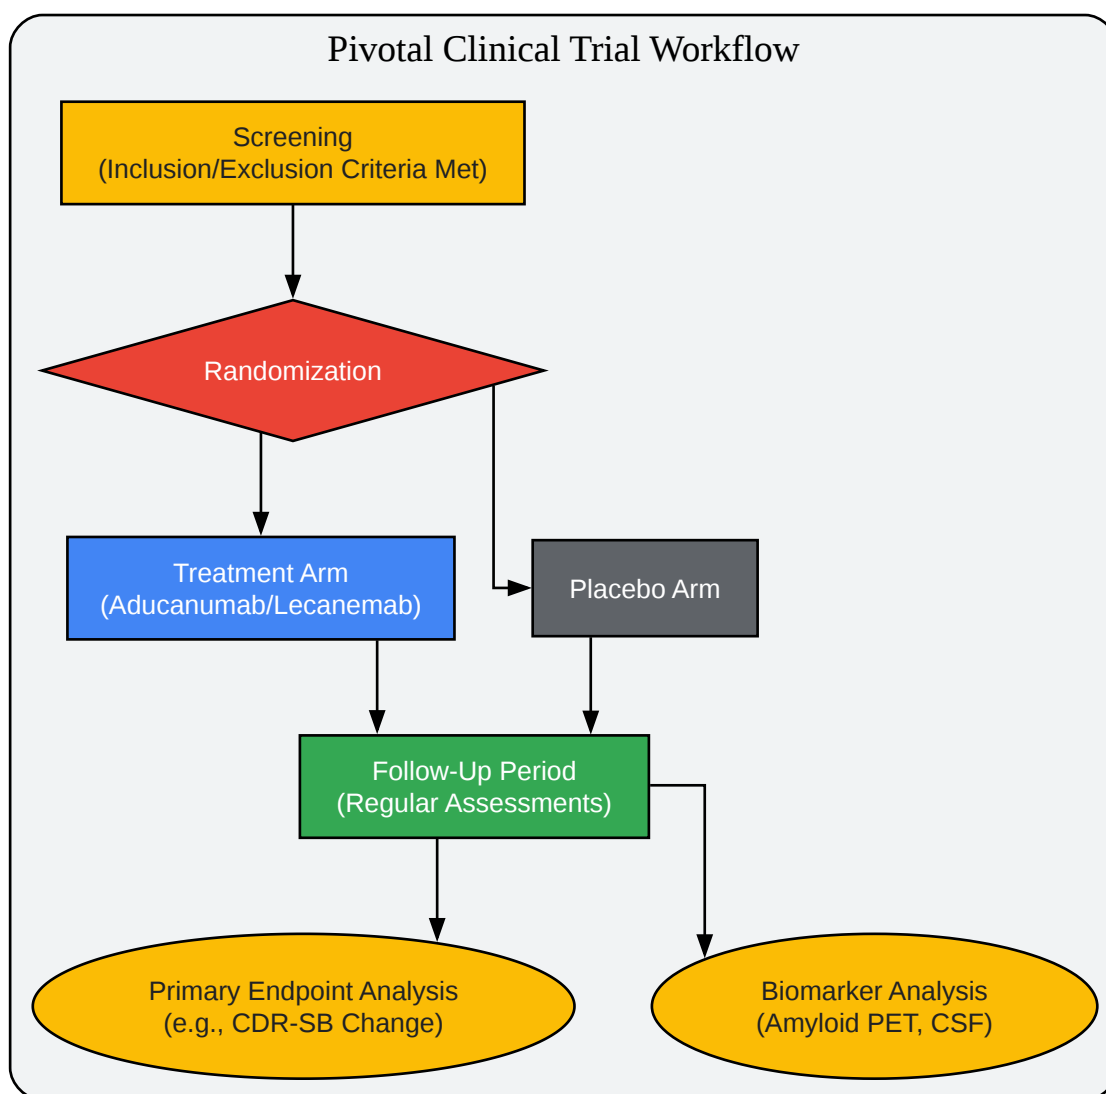 Pivotal Clinical Trial Workflow
Screening
(Inclusion/Exclusion Criteria Met)
Randomization
Treatment Arm
(Aducanumab/Lecanemab)
Placebo Arm
Follow-Up Period
(Regular Assessments)
Primary Endpoint Analysis
(e.g., CDR-SB Change)
Biomarker Analysis
(Amyloid PET, CSF)